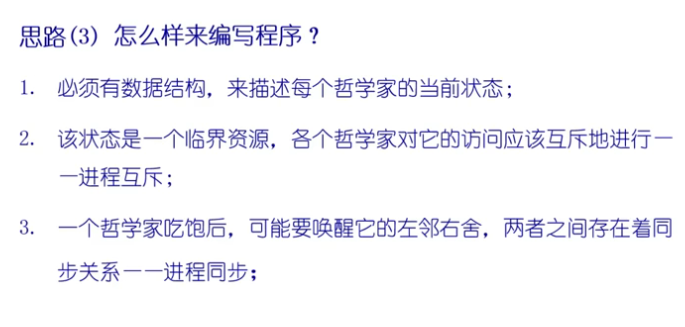 思路(3) 怎么样来编写程序?
1. 必须有数据结构，来描述每个哲学家的当前状态;
2. 该状态是一个临界资源，各个哲学家对它的访问应该互斥地进行—
—进程互斥;
3. 一个哲学家吃饱后，可能要唤醒它的左邻右舍，两者之间存在着同
步关系——进程同步;